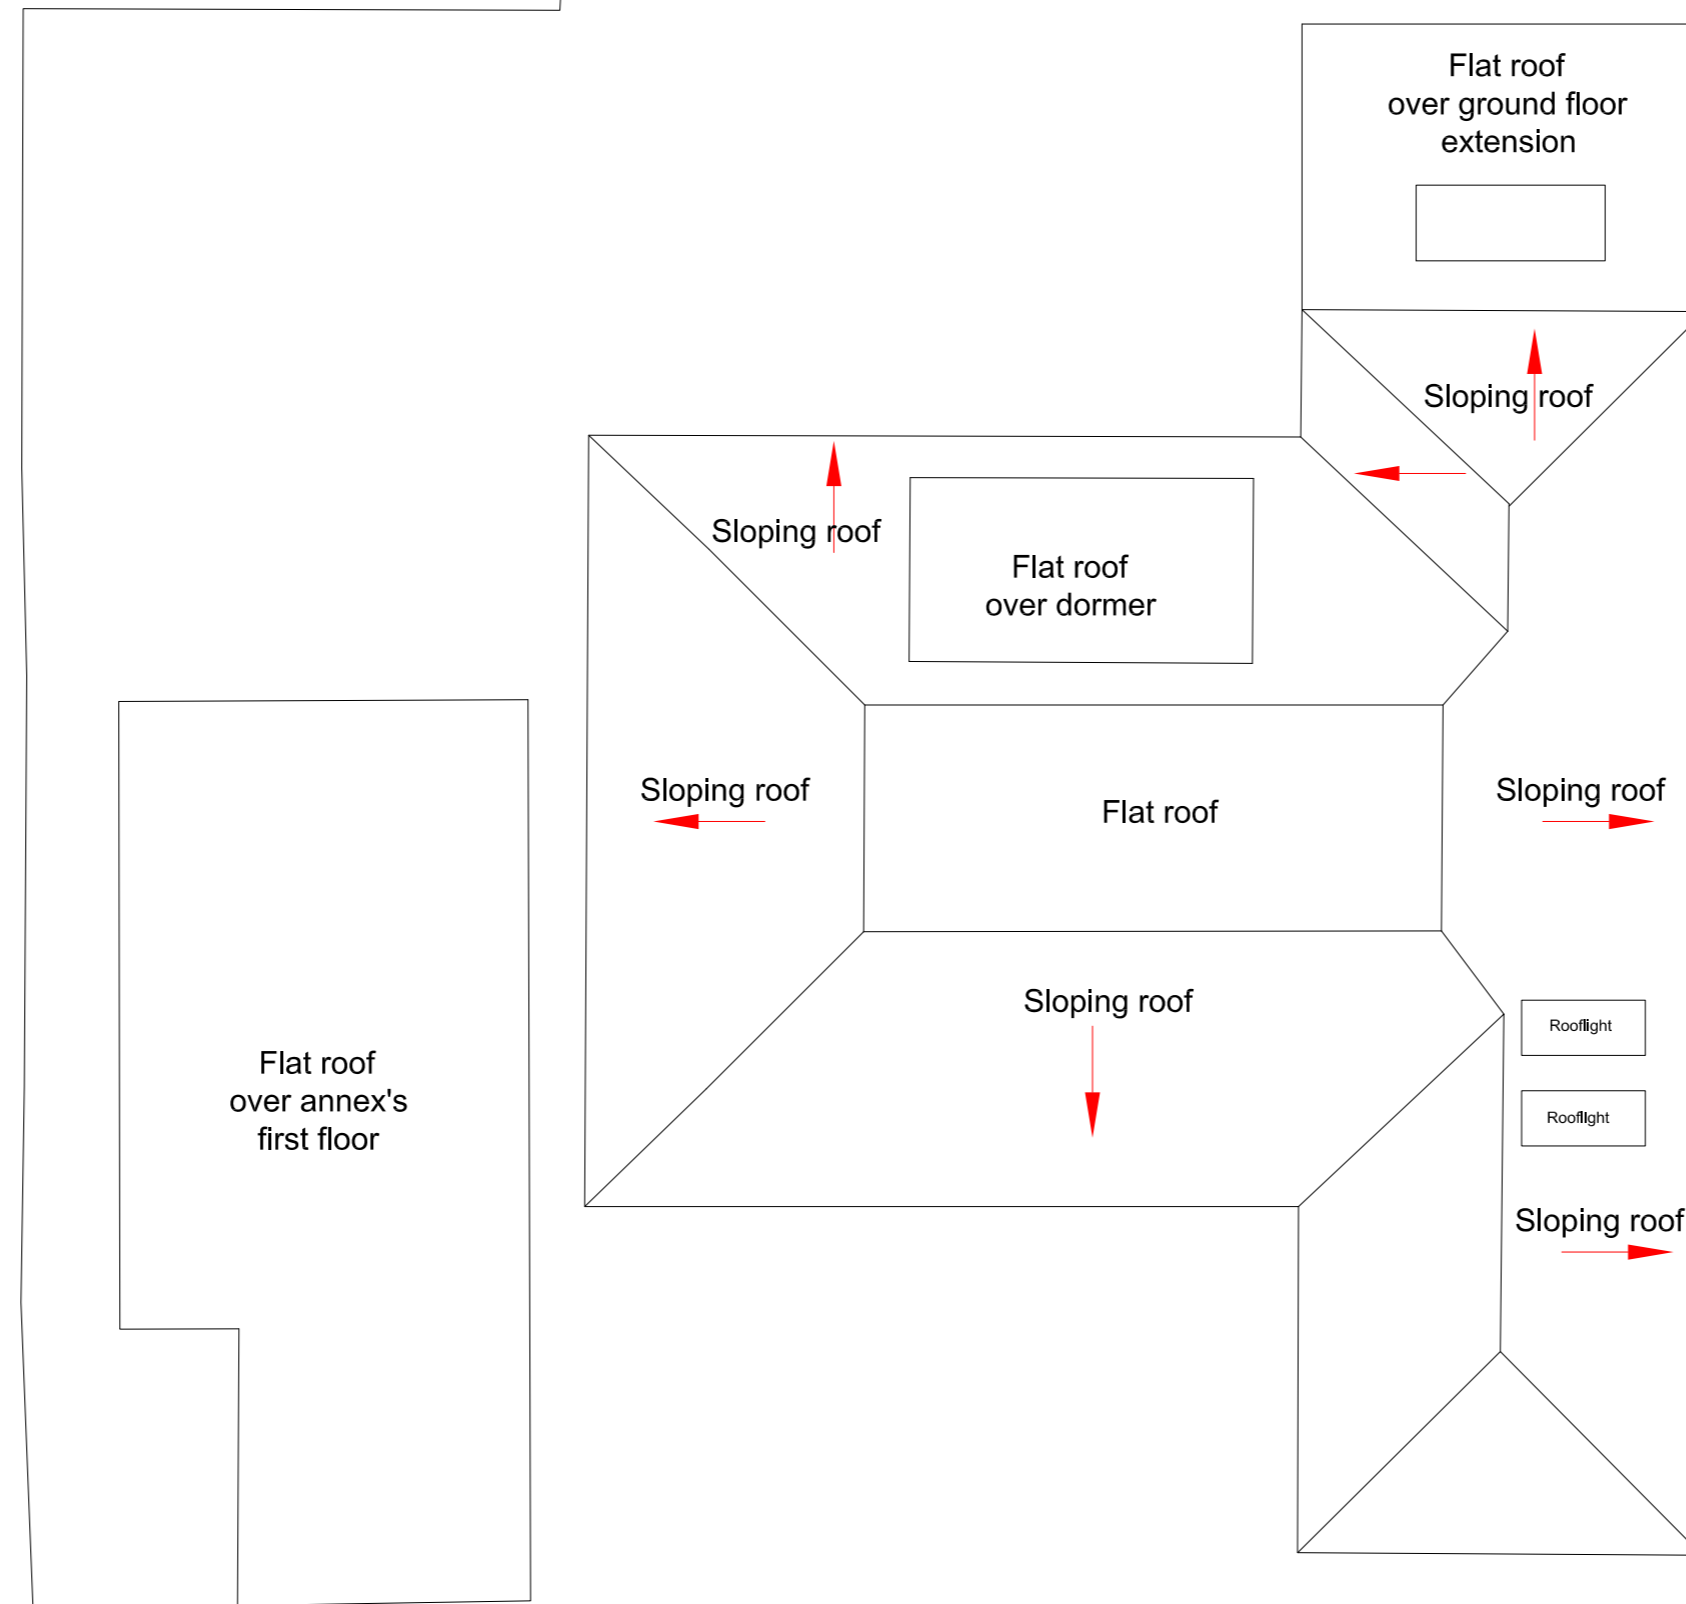 Flat roof
over ground floor
extension
Sloping roof
Sloping roof
Flat roof
over dormer
Sloping roof
Flat roof
Sloping roof
Sloping roof
Rooflight
Rooflight
Flat roof
over annex's
first floor
Sloping roof